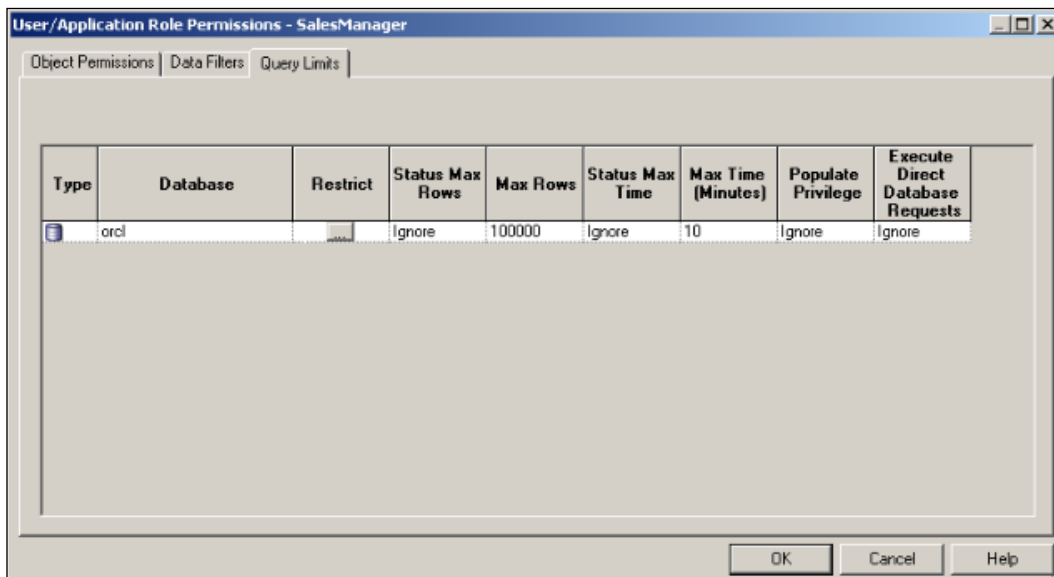 User/Application Role Permissions - SalesManager
Object Permissions Data Filters Query Limits
Type Database Restrict Status Max Rows Max Rows Status Max Time Max Time (Minutes) Populate Privilege Execute Direct Database Requests
orcl ... Ignore 100000 Ignore 10 Ignore Ignore
OK Cancel Help